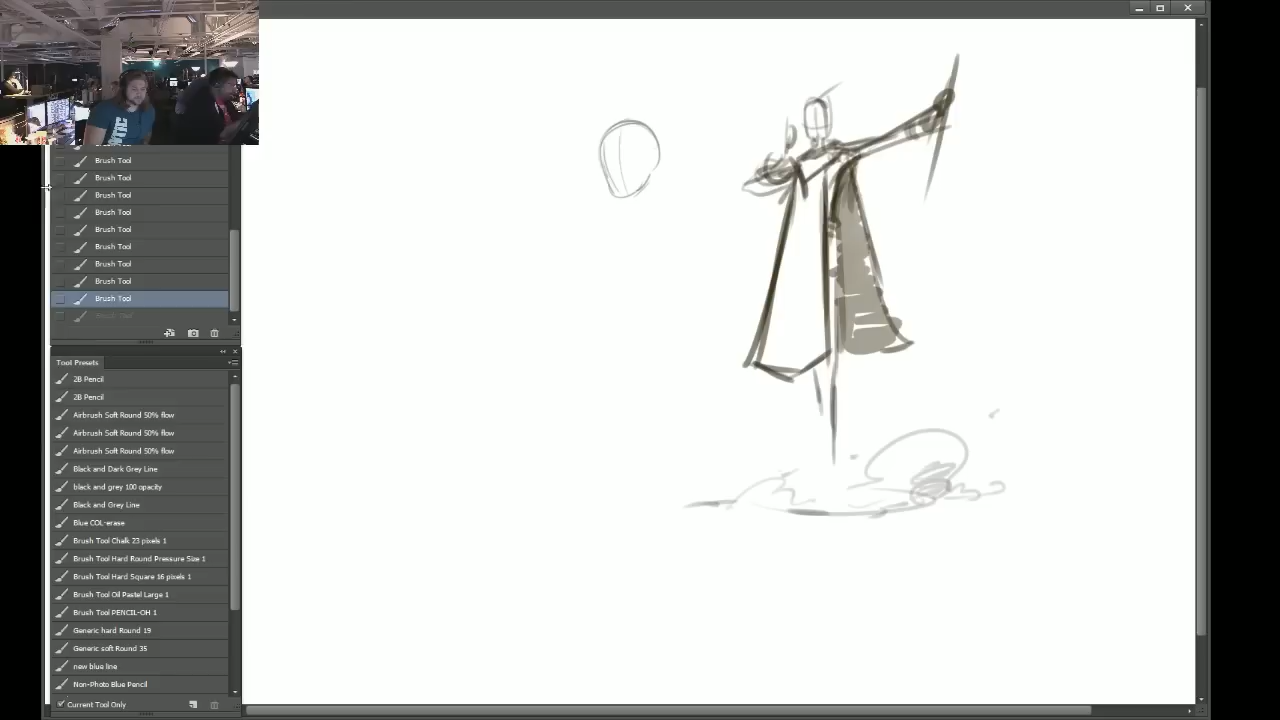 Brush Tool
Brush Tool
Brush Tool
Brush Tool
Brush Tool
Brush Tool
Brush Tool
Brush Tool
Brush Tool
Tool Presets
2B Pencil
2B Pencil
Airbrush Soft Round 50% flow
Airbrush Soft Round 50% flow
Airbrush Soft Round 50% flow
Black and Dark Grey Line
black and grey 100 opacity
Black and Grey Line
Blue COL-erase
Brush Tool Chalk 23 pixels 1
Brush Tool Hard Round Pressure Size 1
Brush Tool Hard Square 16 pixels 1
Brush Tool Oil Pastel Large 1
Brush Tool PENCIL-OH 1
Generic hard Round 19
Generic soft Round 35
new blue line
Non-Photo Blue Pencil
Current Tool Only